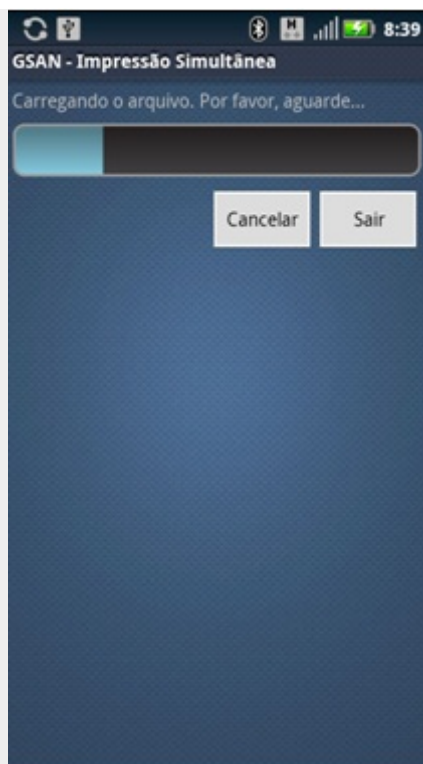 8:39
GSAN - Impressão Simultânea
Carregando o arquivo. Por favor, aguarde...
Cancelar Sair